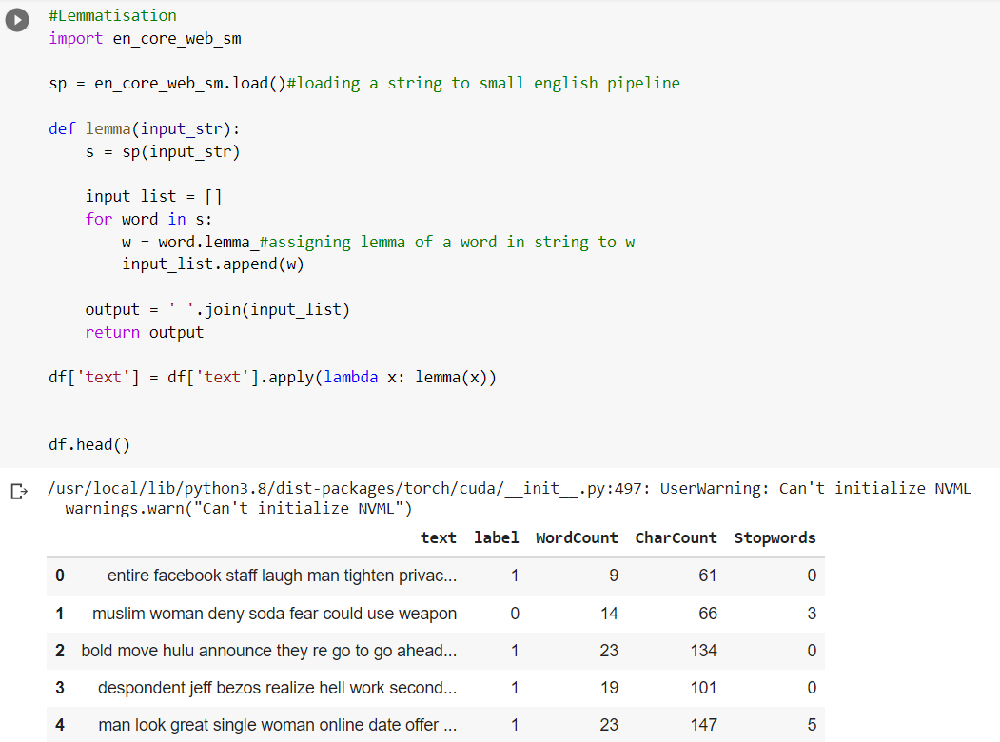 #Lemmatisation
import en_core_web_sm
sp = en_core_web_sm.load()#loading a string to small english pipeline
def lemma(input_str):
    s = sp(input_str)
    input_list = []
    for word in s:
        w = word.lemma_#assigning lemma of a word in string to w
        input_list.append(w)
    output = ' '.join(input_list)
    return output
df['text'] = df['text'].apply(lambda x: lemma(x))
df.head()
/usr/local/lib/python3.8/dist-packages/torch/cuda/__init__.py:497: UserWarning: Can't initialize NVML
  warnings.warn("Can't initialize NVML")
text label WordCount CharCount Stopwords
0 entire facebook staff laugh man tighten privac... 1 9 61 0
1 muslim woman deny soda fear could use weapon 0 14 66 3
2 bold move hulu announce they re go to go ahead... 1 23 134 0
3 despondent jeff bezos realize hell work second... 1 19 101 0
4 man look great single woman online date offer ... 1 23 147 5